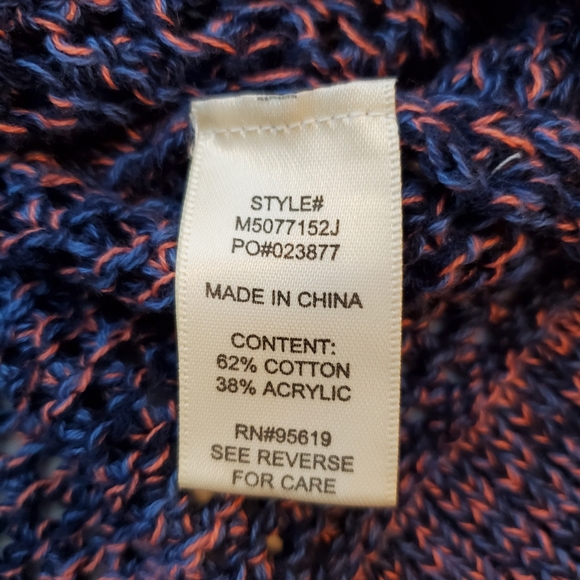 STYLE#
M5077152J
PO#023877
MADE IN CHINA
CONTENT:
62% COTTON
38% ACRYLIC
RN#95619
SEE REVERSE
FOR CARE